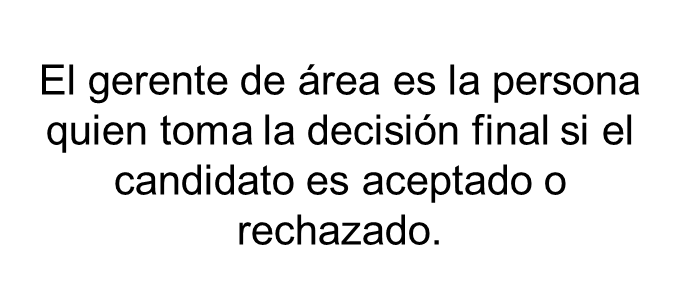 El gerente de área es la persona
quien toma la decisión final si el
candidato es aceptado o
rechazado.